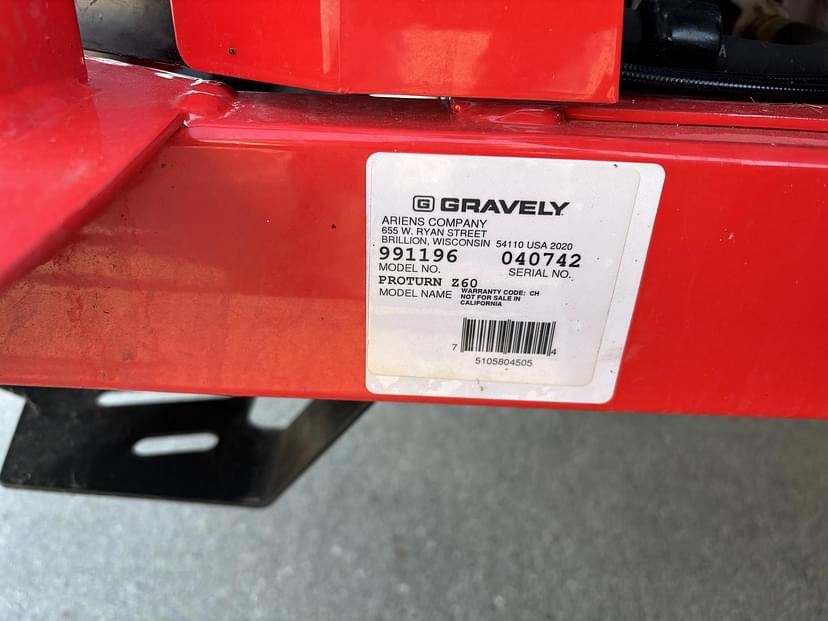 G GRAVELY
ARIENS COMPANY
655 W. RYAN STREET
BRILLION, WISCONSIN 54110 USA 2020
991196 040742
MODEL NO. SERIAL NO.
PROTURN Z60
MODEL NAME
WARRANTY CODE: CH
NOT FOR SALE IN
CALIFORNIA
7 4
5105804505